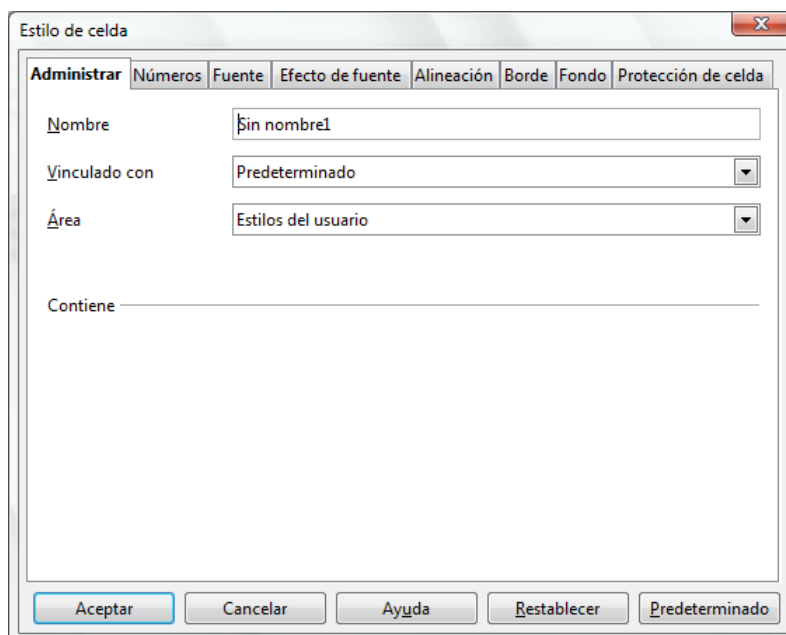 Estilo de celda
Administrar Números Fuente Efecto de fuente Alineación Borde Fondo Protección de celda
Nombre Sin nombre1
Vinculado con Predeterminado
Área Estilos del usuario
Contiene
Aceptar Cancelar Ayuda Restablecer Predeterminado